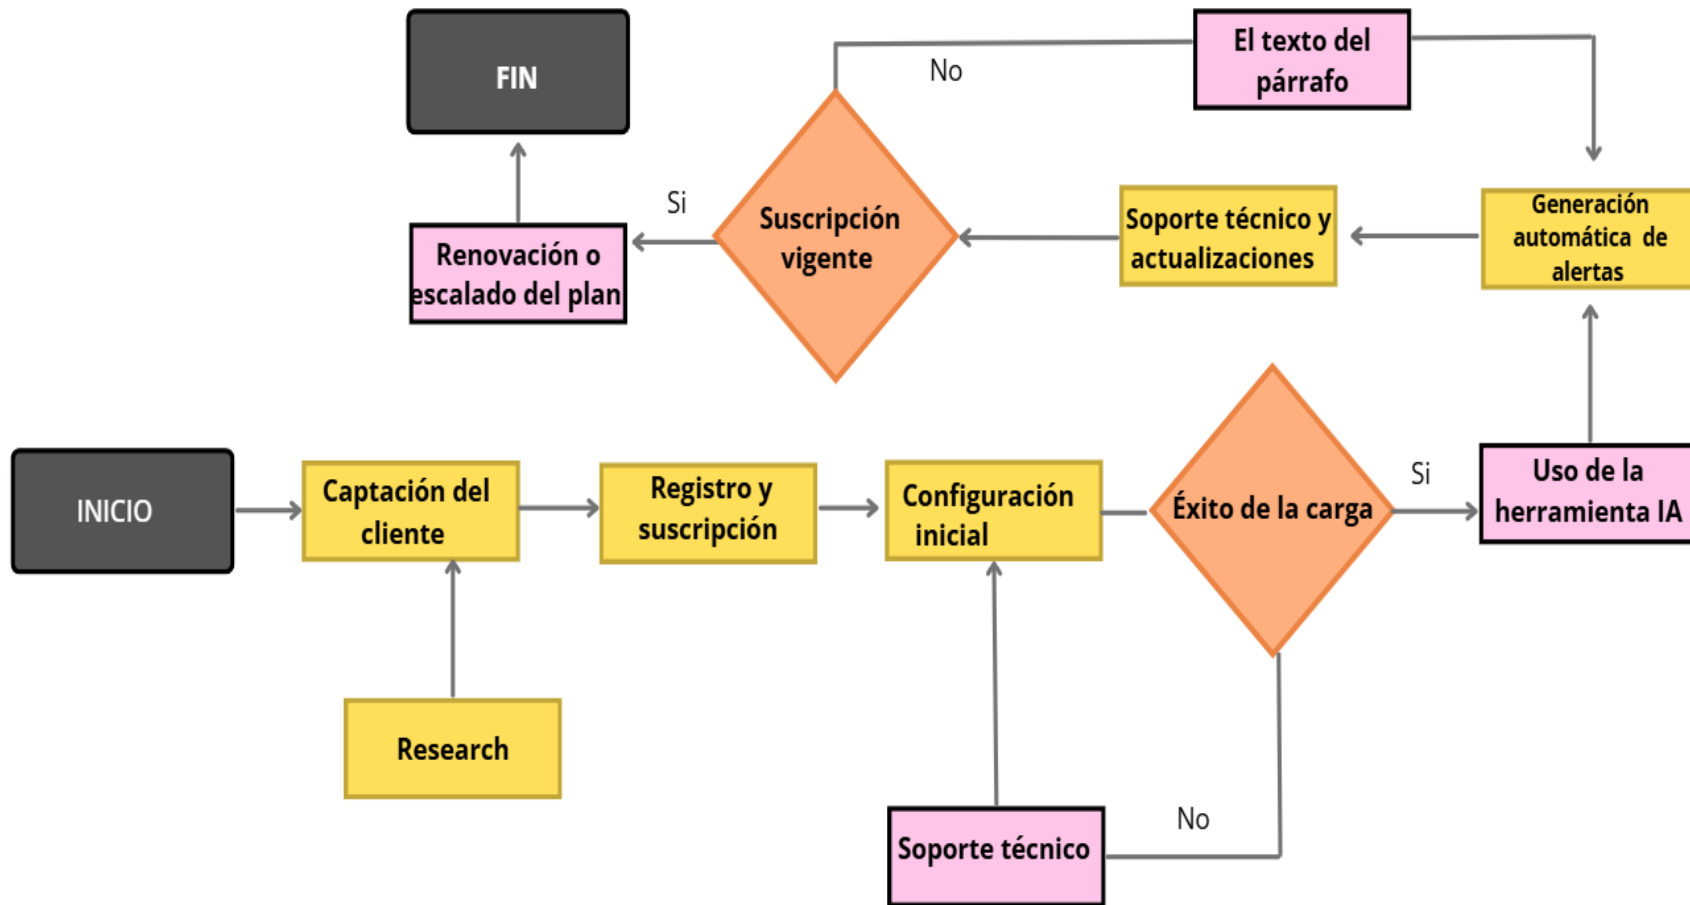 FIN
No
El texto del
párrafo
Si
Suscripción
vigente
Soporte técnico y
actualizaciones
Generación
automática de
alertas
Renovación o
escalado del plan
INICIO
Captación del
cliente
Registro y
suscripción
Configuración
inicial
Éxito de la carga
Si
Uso de la
herramienta IA
Research
Soporte técnico
No